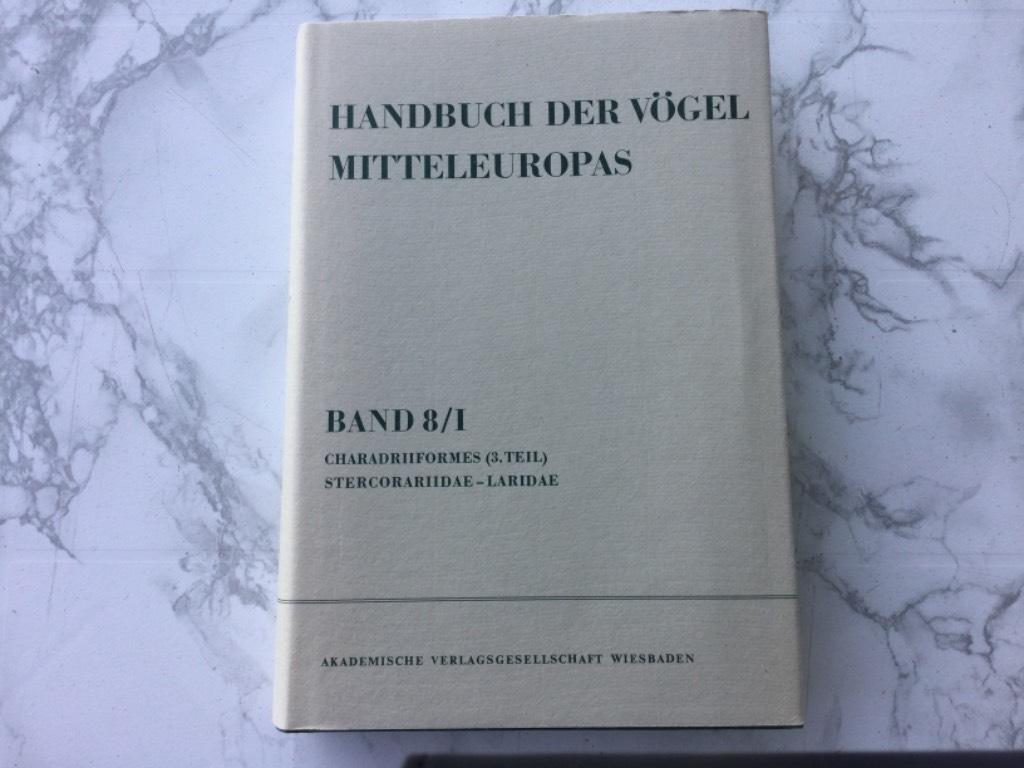 HANDBUCH DER VÖGEL
MITTELEUROPAS
BAND 8/I
CHARADRIIFORMES (3. TEIL)
STERCORARIIDAE – LARIDAE
AKADEMISCHE VERLAGSGESELLSCHAFT WIESBADEN